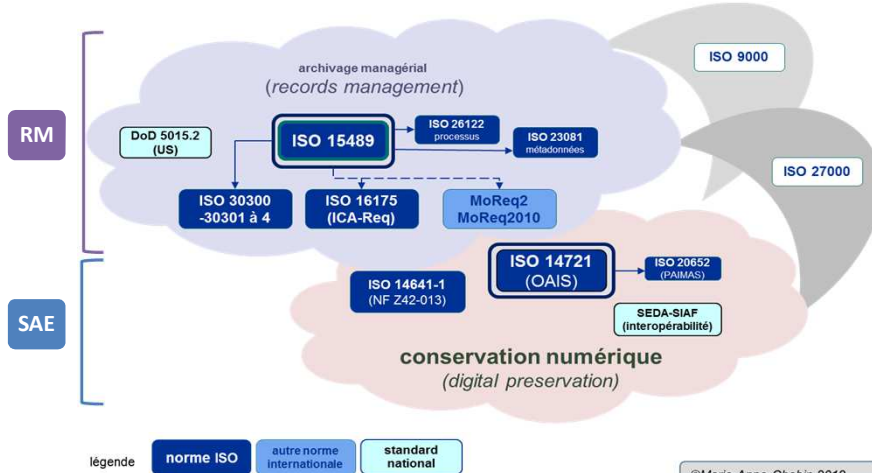 archivage managérial
(records management)
ISO 9000
RM
DoD 5015.2
(US)
ISO 15489
ISO 26122
processus
ISO 23081
métadonnées
ISO 27000
ISO 30300
-30301 à 4
ISO 16175
(ICA-Req)
MoReq2
MoReq2010
SAE
ISO 14641-1
(NF Z42-013)
ISO 14721
(OAIS)
ISO 20652
(PAIMAS)
SEDA-SIAF
(interopérabilité)
conservation numérique
(digital preservation)
légende
norme ISO
autre norme
internationale
standard
national